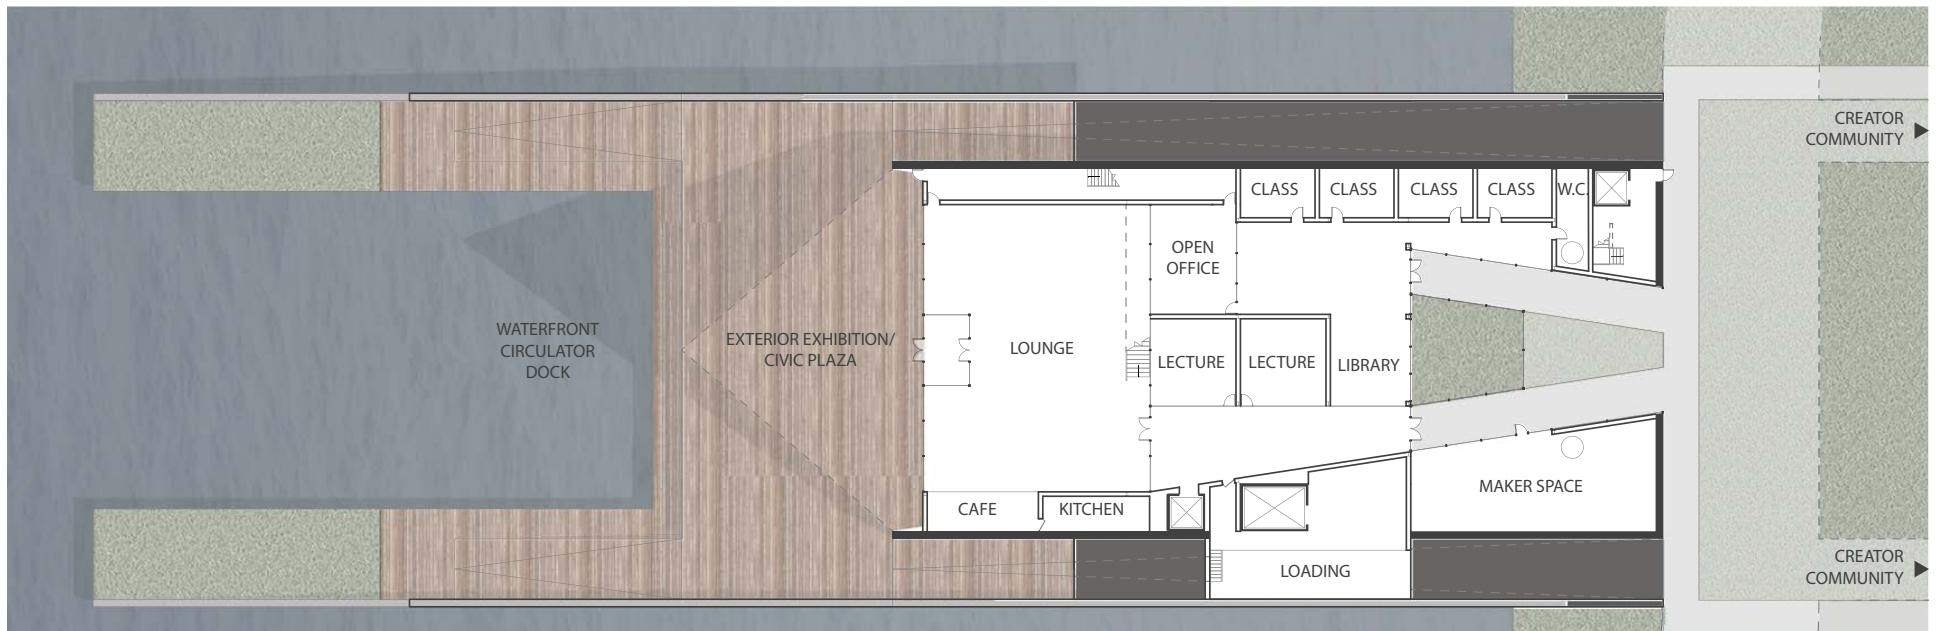 CREATOR
COMMUNITY
CLASS
CLASS
CLASS
CLASS
W.C.
OPEN
OFFICE
WATERFRONT
CIRCULATOR
DOCK
EXTERIOR EXHIBITION/
CIVIC PLAZA
LOUNGE
LECTURE
LECTURE
LIBRARY
MAKER SPACE
CAFE
KITCHEN
LOADING
CREATOR
COMMUNITY